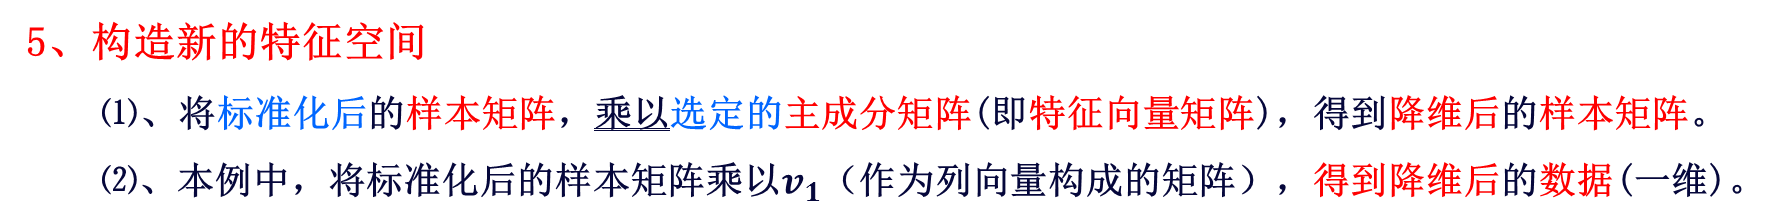 5、构造新的特征空间
⑴、将标准化后的样本矩阵，乘以选定的主成分矩阵(即特征向量矩阵)，得到降维后的样本矩阵。
⑵、本例中，将标准化后的样本矩阵乘以v₁（作为列向量构成的矩阵），得到降维后的数据(一维)。